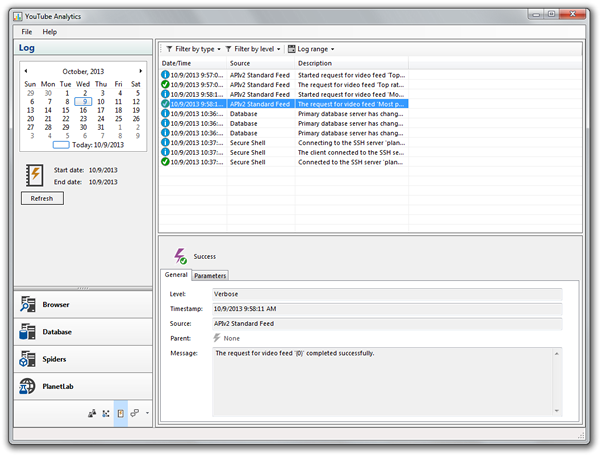 YouTube Analytics
File Help
Log
October, 2013
Sun Mon Tue Wed Thu Fri Sat
29 30 1 2 3 4 5
6 7 8 9 10 11 12
13 14 15 16 17 18 19
20 21 22 23 24 25 26
27 28 29 30 31 1 2
3 4 5 6 7 8 9
Today: 10/9/2013
Start date: 10/9/2013
End date: 10/9/2013
Refresh
Browser
Database
Spiders
PlanetLab
Filter by type Filter by level Log range
Date/Time Source Description
10/9/2013 9:57:0... APIv2 Standard Feed Started request for video feed 'Top...
10/9/2013 9:57:0... APIv2 Standard Feed The request for video feed 'Top rat...
10/9/2013 9:58:1... APIv2 Standard Feed Started request for video feed 'Mo...
10/9/2013 9:58:1... APIv2 Standard Feed The request for video feed 'Most p...
10/9/2013 10:36:... Database Primary database server has chang...
10/9/2013 10:36:... Database Primary database server has chang...
10/9/2013 10:36:... Database Primary database server has chang...
10/9/2013 10:37:... Secure Shell Connecting to the SSH server 'plan...
10/9/2013 10:37:... Secure Shell The client connected to the SSH se...
10/9/2013 10:37:... Secure Shell Connected to the SSH server 'plan...
Success
General Parameters
Level: Verbose
Timestamp: 10/9/2013 9:58:11 AM
Source: APIv2 Standard Feed
Parent: None
Message: The request for video feed '{0}' completed successfully.